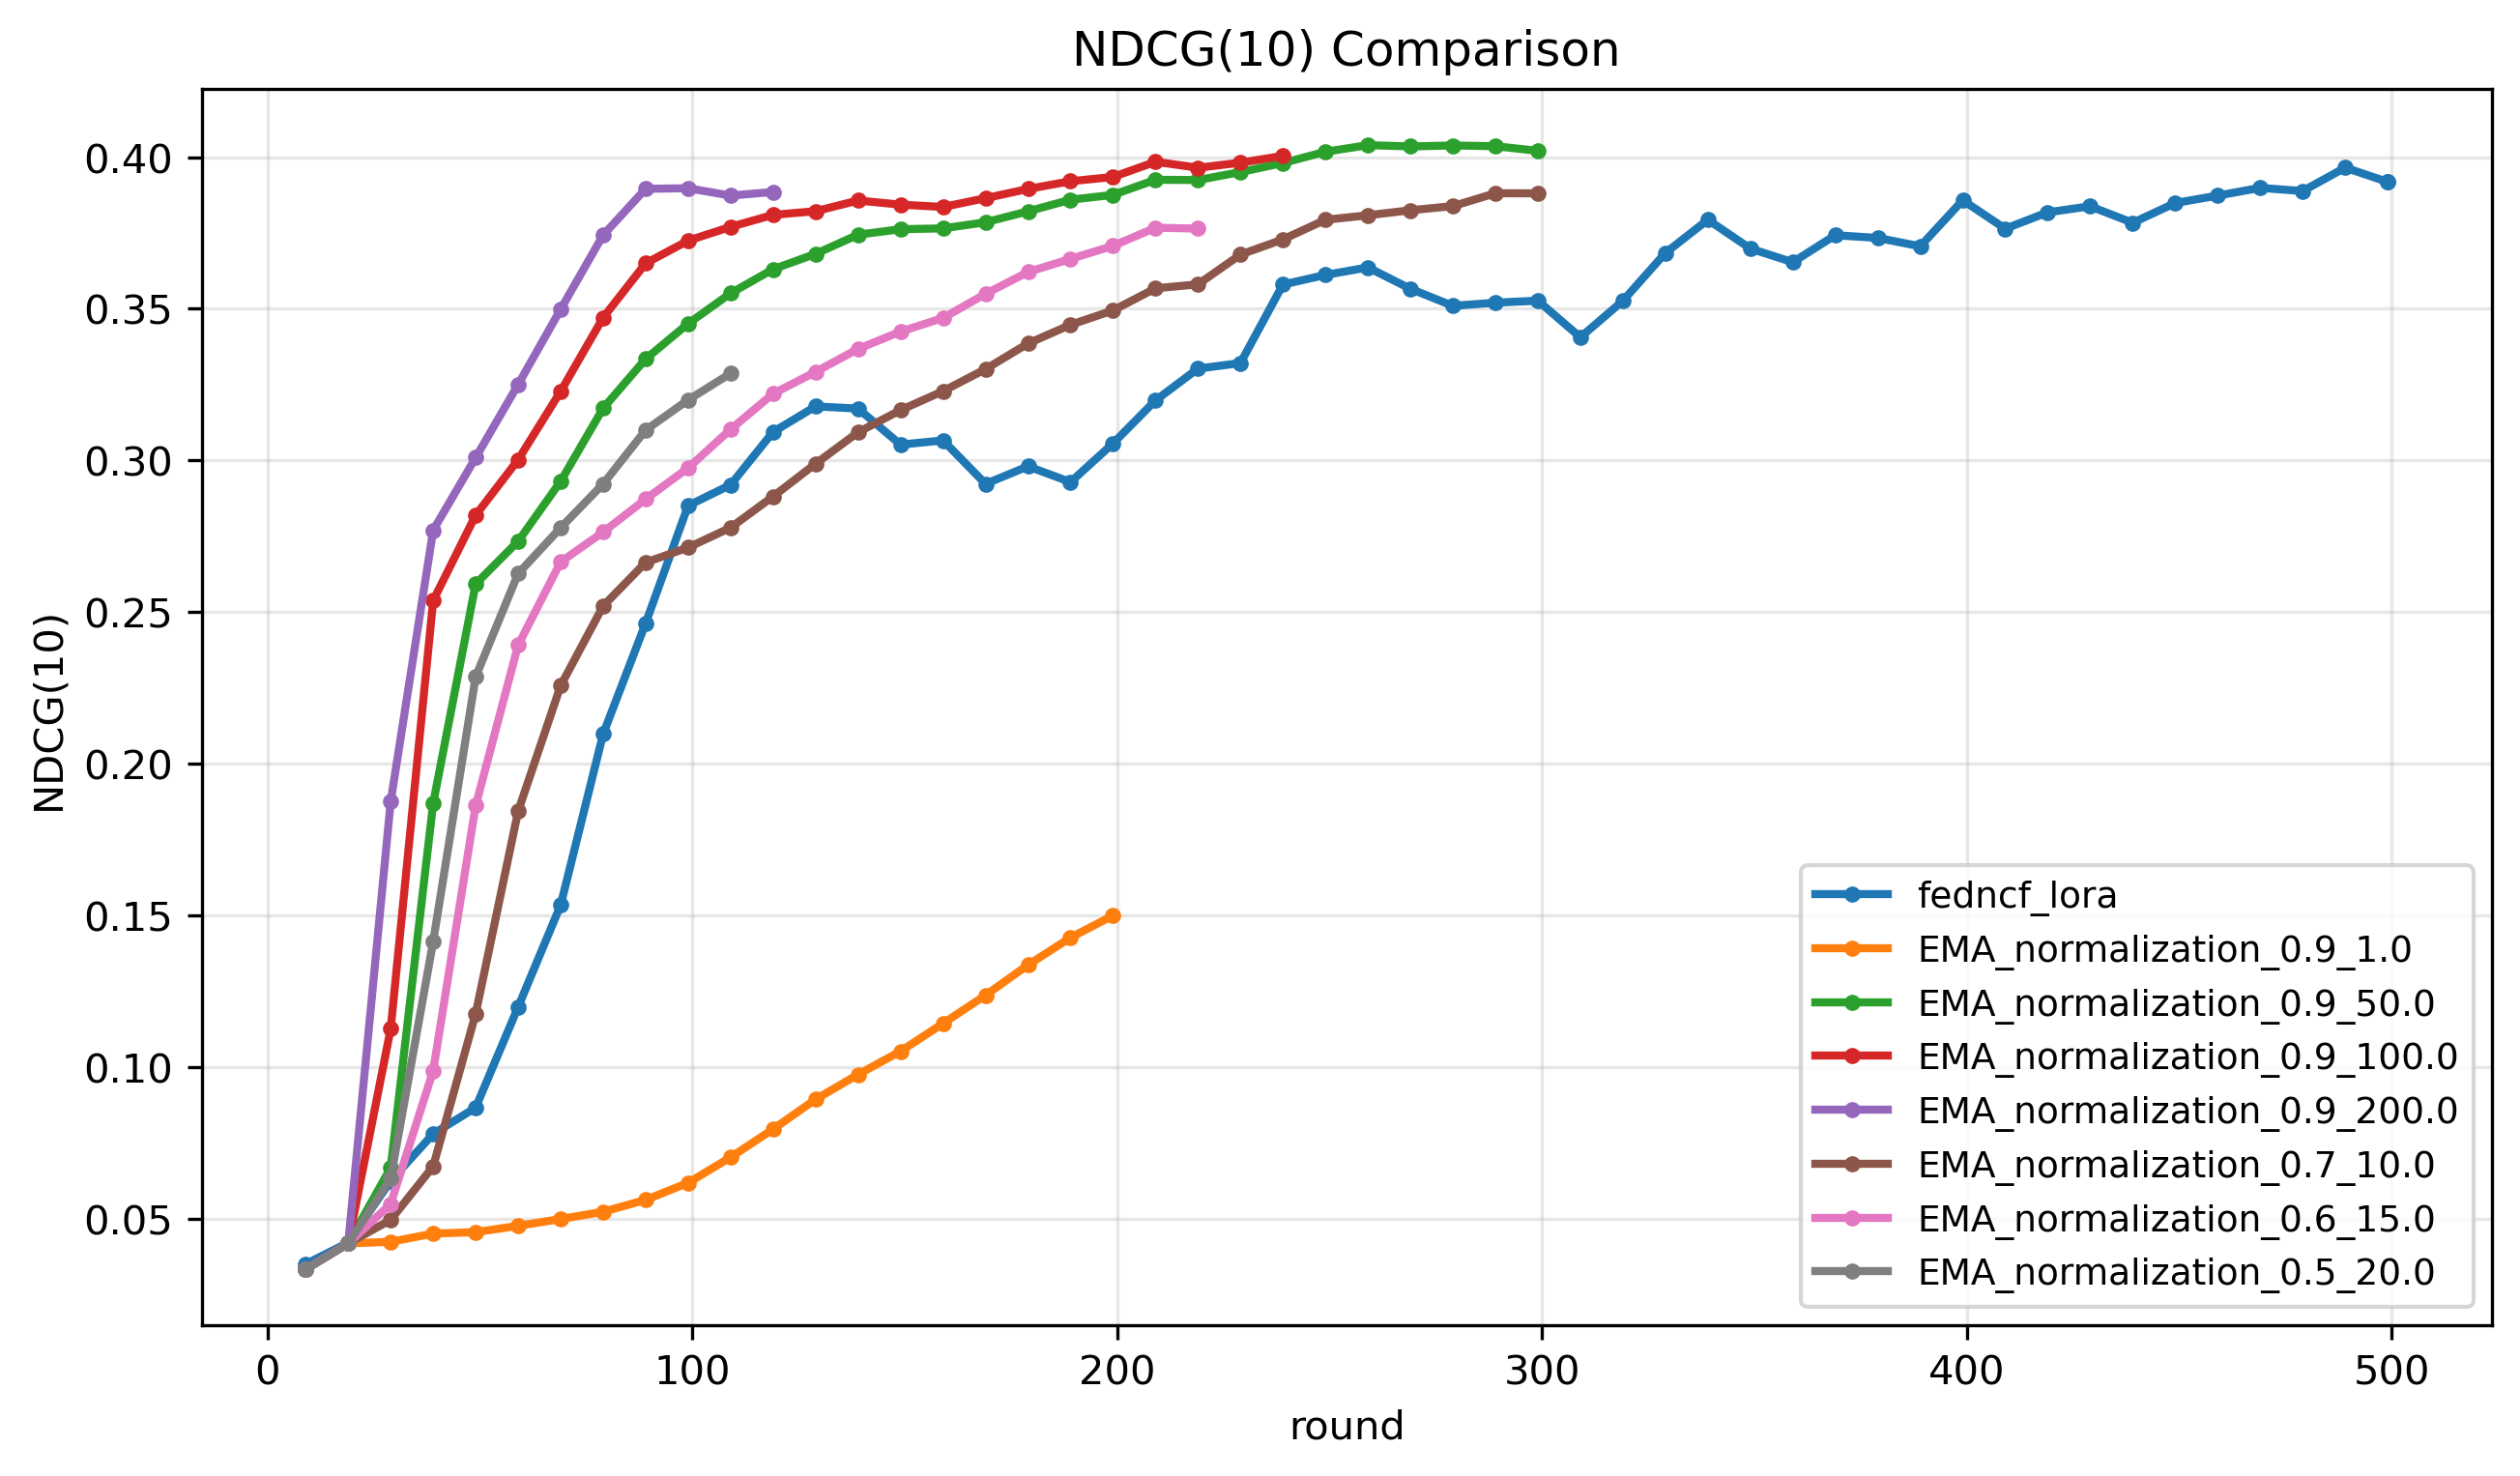 NDCG(10) Comparison
NDCG(10)
0.40
0.35
0.30
0.25
0.20
0.15
0.10
0.05
0
100
200
300
400
500
round
fedncf_lora
EMA_normalization_0.9_1.0
EMA_normalization_0.9_50.0
EMA_normalization_0.9_100.0
EMA_normalization_0.9_200.0
EMA_normalization_0.7_10.0
EMA_normalization_0.6_15.0
EMA_normalization_0.5_20.0